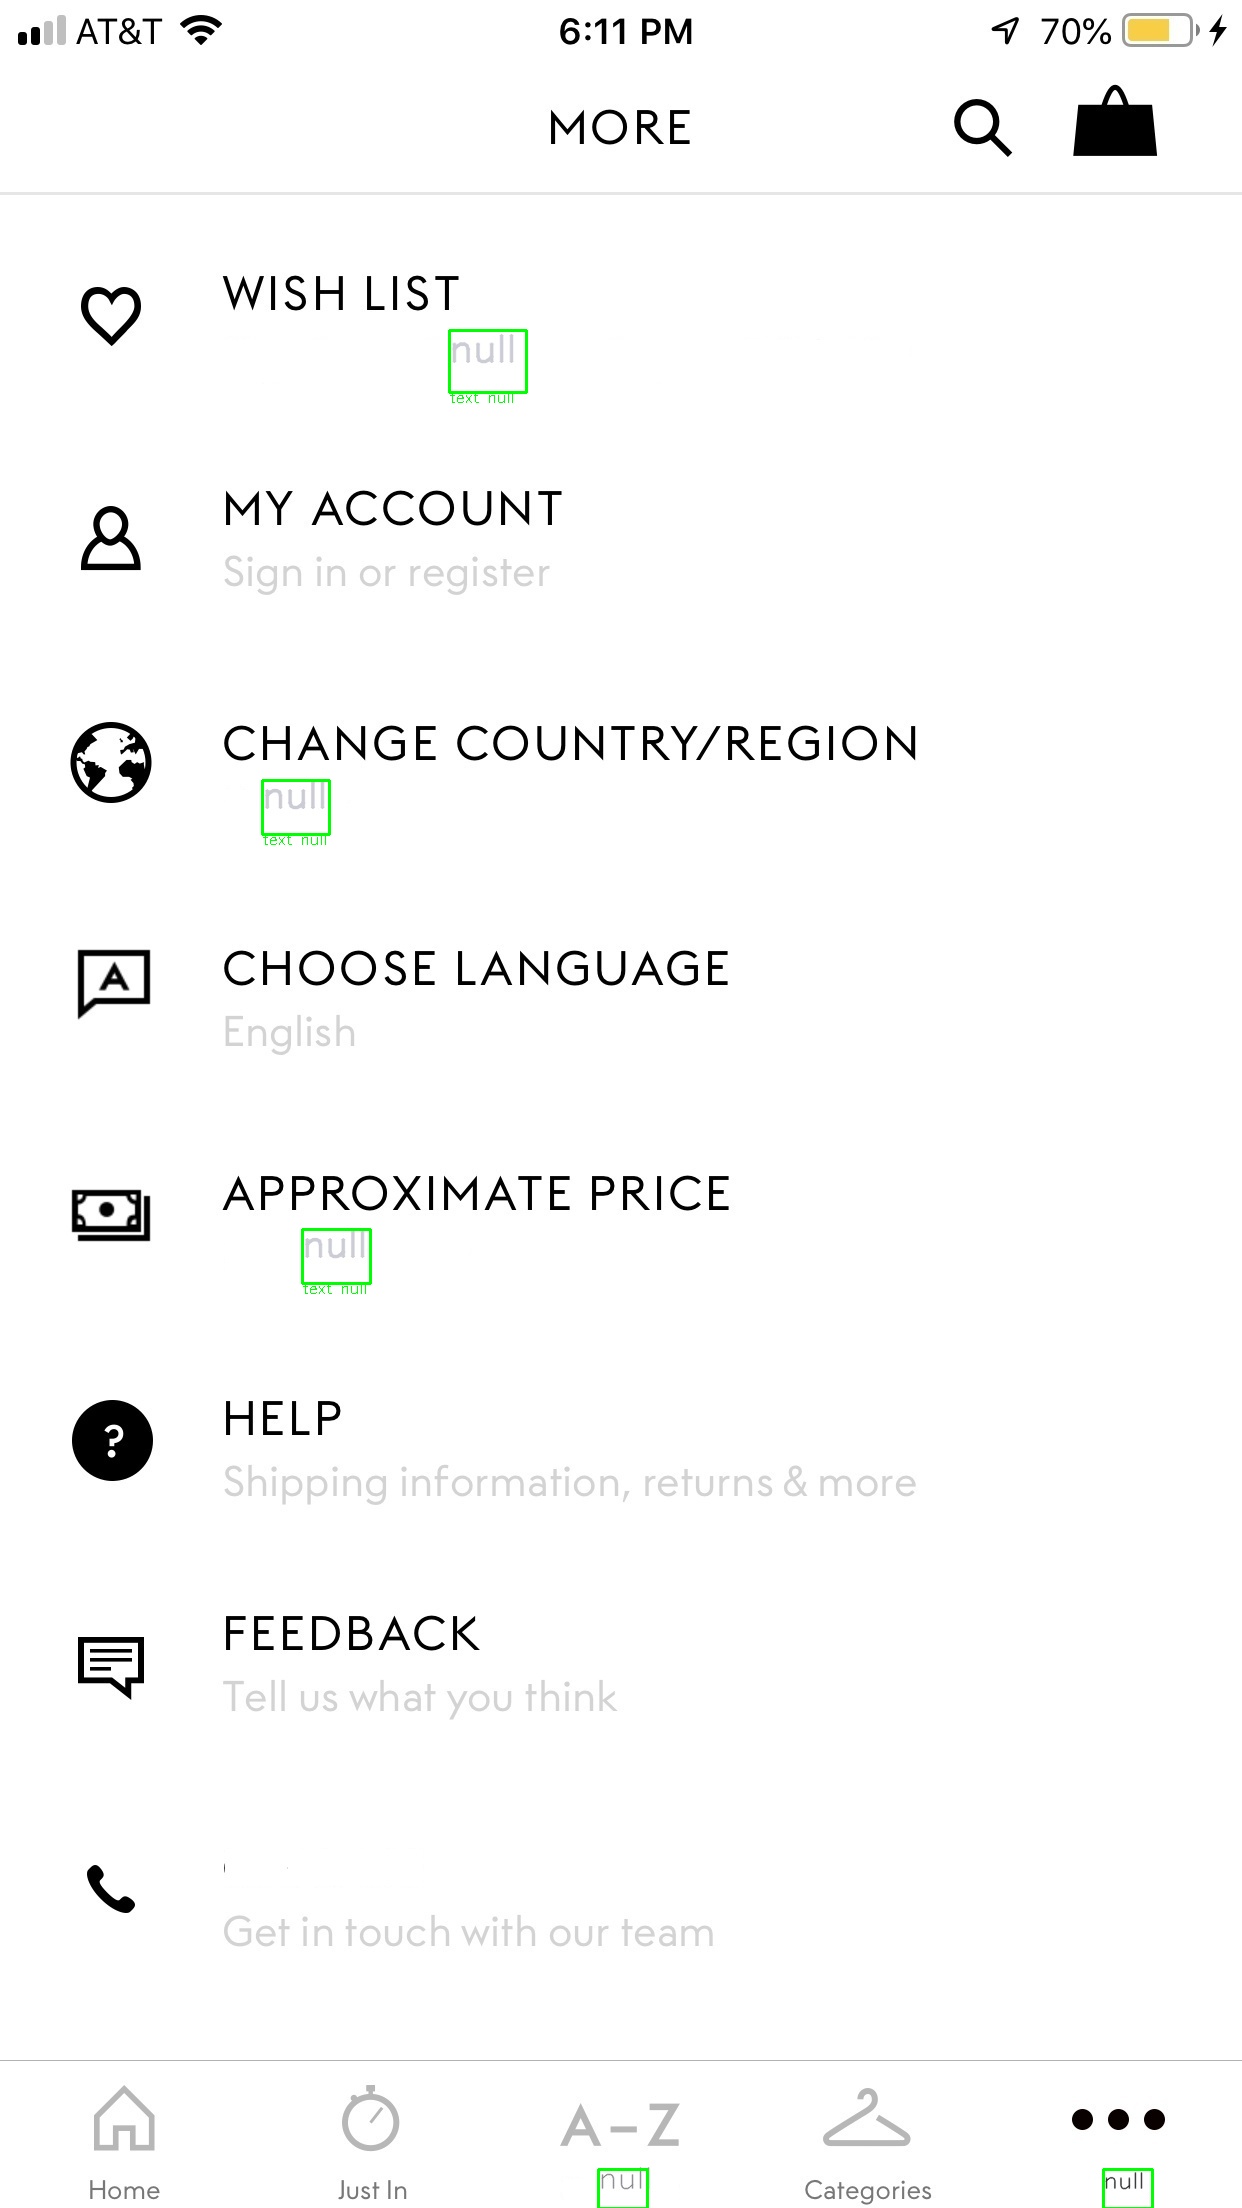 AT&T 6:11 PM 70%
MORE
WISH LIST
null
text null
MY ACCOUNT
Sign in or register
CHANGE COUNTRY/REGION
null
text null
A
CHOOSE LANGUAGE
English
APPROXIMATE PRICE
null
text null
?
HELP
Shipping information, returns & more
FEEDBACK
Tell us what you think
Get in touch with our team
A-Z
Home Just In null Categories null